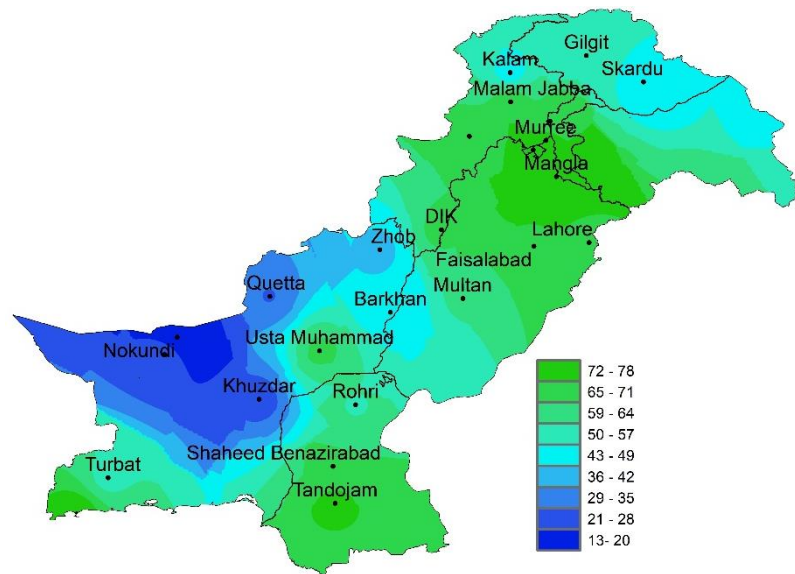 Gilgit
Kalam
Skardu
Malam Jabba
Murree
Mangla
DIK
Lahore
Zhob
Faisalabad
Quetta
Multan
Barkhan
Usta Muhammad
Nokundi
Khuzdar
Rohri
Shaheed Benazirabad
Turbat
Tandojam
72 - 78
65 - 71
59 - 64
50 - 57
43 - 49
36 - 42
29 - 35
21 - 28
13- 20